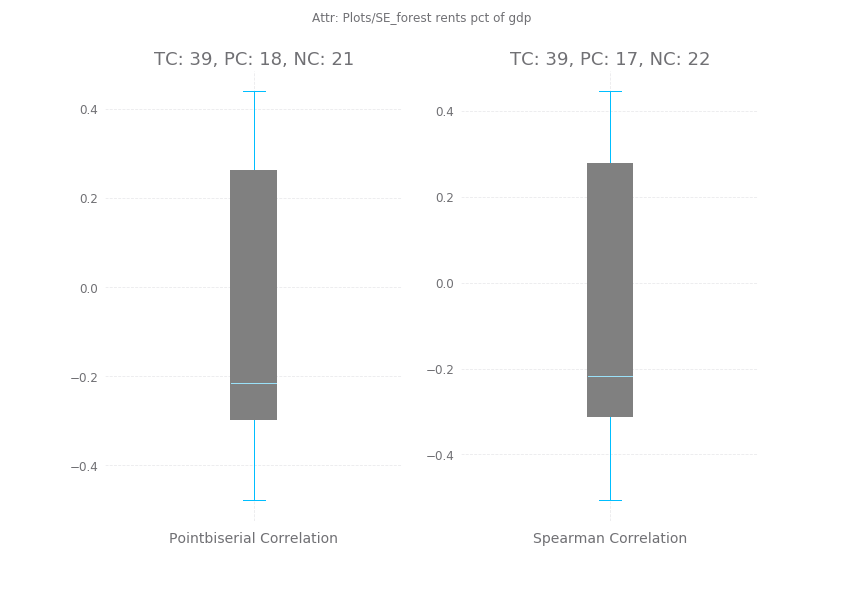 Attr: Plots/SE_forest rents pct of gdp
TC: 39, PC: 18, NC: 21
0.4
0.2
0.0
−0.2
−0.4
Pointbiserial Correlation
TC: 39, PC: 17, NC: 22
0.4
0.2
0.0
−0.2
−0.4
Spearman Correlation